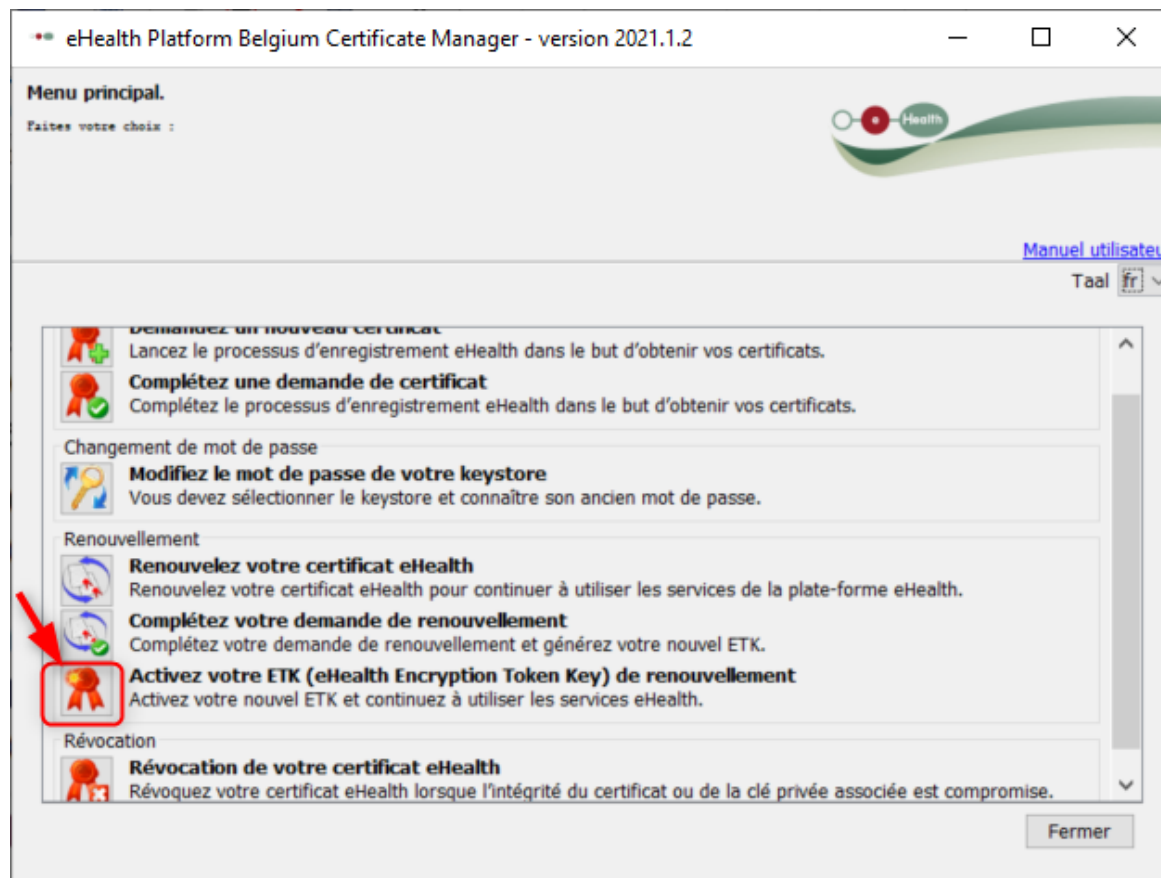 eHealth Platform Belgium Certificate Manager - version 2021.1.2
Menu principal.
Faites votre choix :
e Health
Manuel utilisateu
Taal fr
Demandez un nouveau certificat
Lancez le processus d'enregistrement eHealth dans le but d'obtenir vos certificats.
Complétez une demande de certificat
Complétez le processus d'enregistrement eHealth dans le but d'obtenir vos certificats.
Changement de mot de passe
Modifiez le mot de passe de votre keystore
Vous devez sélectionner le keystore et connaître son ancien mot de passe.
Renouvellement
Renouvelez votre certificat eHealth
Renouvelez votre certificat eHealth pour continuer à utiliser les services de la plate-forme eHealth.
Complétez votre demande de renouvellement
Complétez votre demande de renouvellement et générez votre nouvel ETK.
Activez votre ETK (eHealth Encryption Token Key) de renouvellement
Activez votre nouvel ETK et continuez à utiliser les services eHealth.
Révocation
Révocation de votre certificat eHealth
Révoquez votre certificat eHealth lorsque l'intégrité du certificat ou de la clé privée associée est compromise.
Fermer